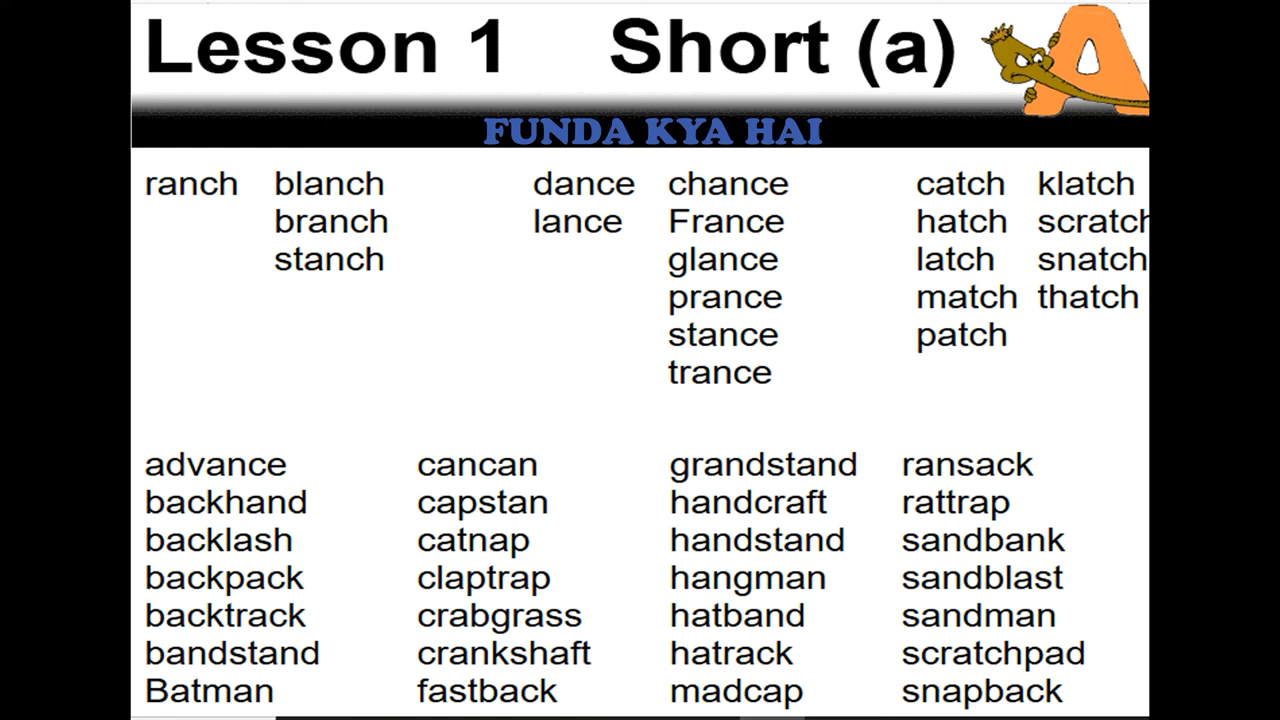 Lesson 1 Short (a)
FUNDA KYA HAI
ranch blanch dance chance catch klatch
branch lance France hatch scratch
stanch glance latch snatch
prance match thatch
stance patch
trance
advance cancan grandstand ransack
backhand capstan handcraft rattrap
backlash catnap handstand sandbank
backpack claptrap hangman sandblast
backtrack crabgrass hatband sandman
bandstand crankshaft hatrack scratchpad
Batman fastback madcap snapback